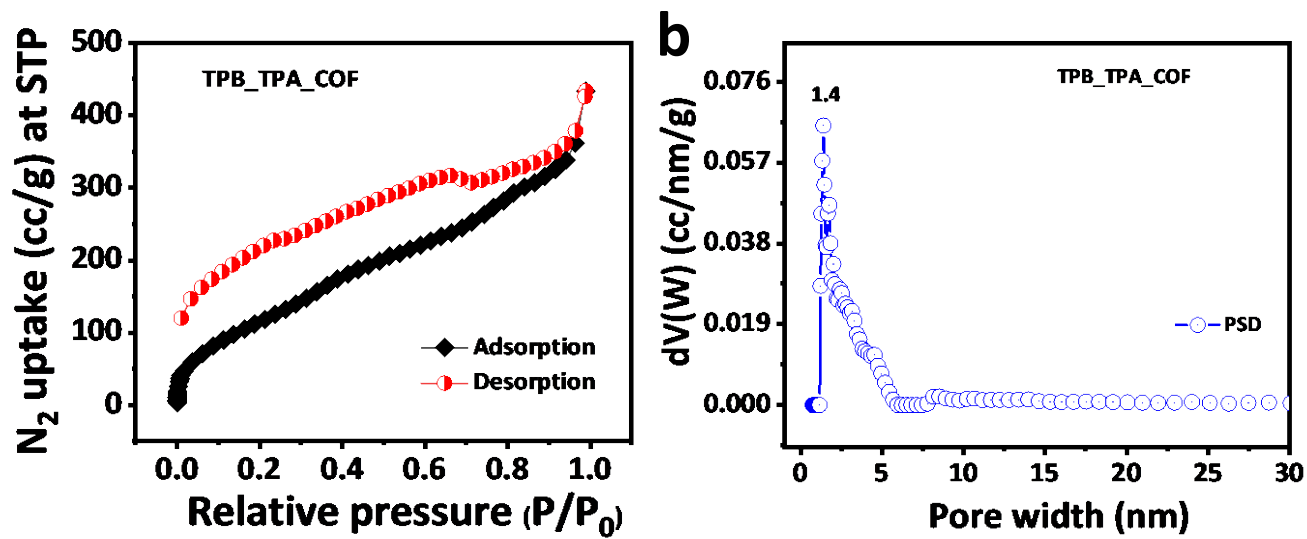 N2 uptake (cc/g) at STP
500
400
300
200
100
0
TPB_TPA_COF
Adsorption
Desorption
0.0 0.2 0.4 0.6 0.8 1.0
Relative pressure (P/P0)
b
dV(W) (cc/nm/g)
0.076
0.057
0.038
0.019
0.000
TPB_TPA_COF
1.4
PSD
0 5 10 15 20 25 30
Pore width (nm)